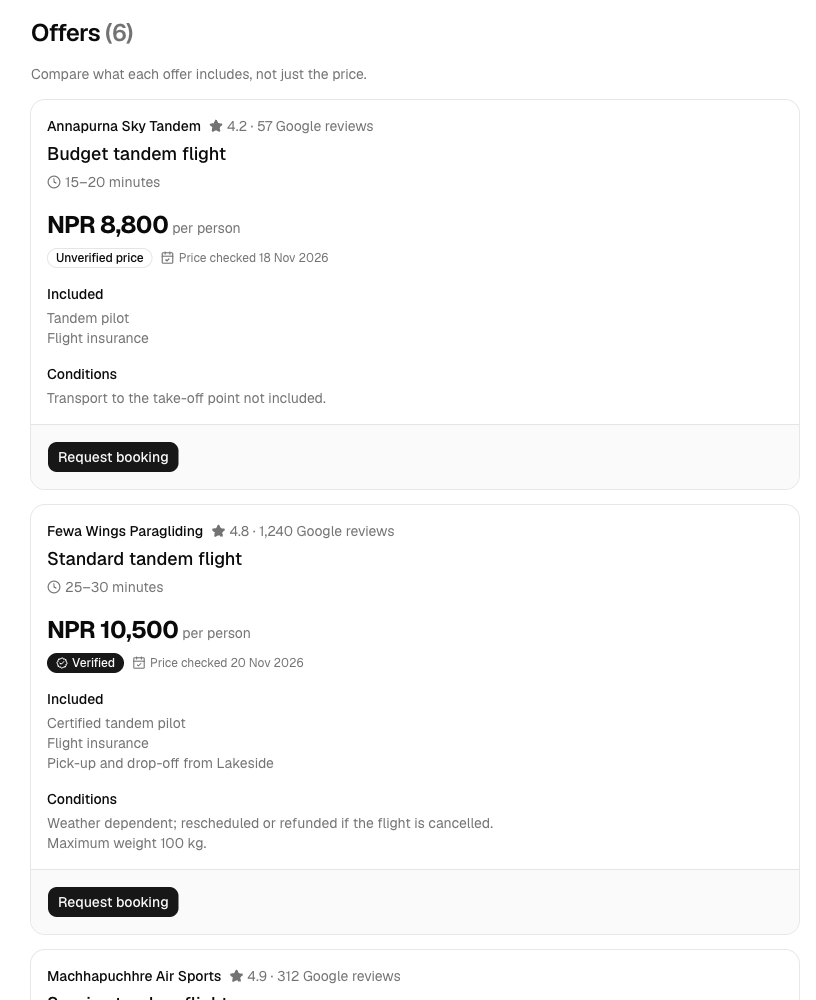 Offers (6)
Compare what each offer includes, not just the price.
Annapurna Sky Tandem 4.2 · 57 Google reviews
Budget tandem flight
15–20 minutes
NPR 8,800 per person
Unverified price Price checked 18 Nov 2026
Included
Tandem pilot
Flight insurance
Conditions
Transport to the take-off point not included.
Request booking
Fewa Wings Paragliding 4.8 · 1,240 Google reviews
Standard tandem flight
25–30 minutes
NPR 10,500 per person
Verified Price checked 20 Nov 2026
Included
Certified tandem pilot
Flight insurance
Pick-up and drop-off from Lakeside
Conditions
Weather dependent; rescheduled or refunded if the flight is cancelled.
Maximum weight 100 kg.
Request booking
Machhapuchhre Air Sports 4.9 · 312 Google reviews